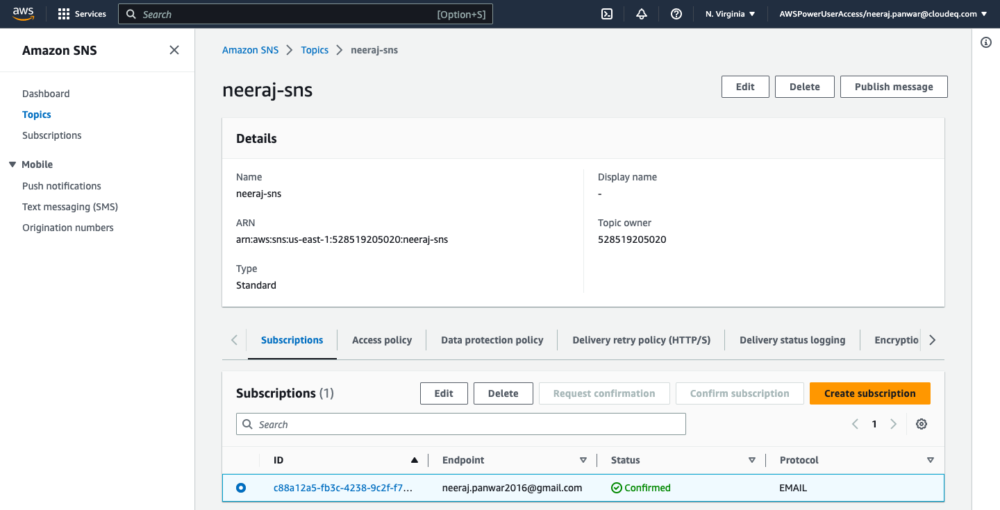 aws Services Search [Option+S] N. Virginia AWSPowerUserAccess/neeraj.panwar@cloudeq.com
Amazon SNS
Dashboard
Topics
Subscriptions
Mobile
Push notifications
Text messaging (SMS)
Origination numbers
Amazon SNS Topics neeraj-sns
neeraj-sns Edit Delete Publish message
Details
Name
neeraj-sns
ARN
arn:aws:sns:us-east-1:528519205020:neeraj-sns
Type
Standard
Display name
-
Topic owner
528519205020
Subscriptions Access policy Data protection policy Delivery retry policy (HTTP/S) Delivery status logging Encryptio
Subscriptions (1) Edit Delete Request confirmation Confirm subscription Create subscription
Search 1
ID Endpoint Status Protocol
c88a12a5-fb3c-4238-9c2f-f7... neeraj.panwar2016@gmail.com Confirmed EMAIL